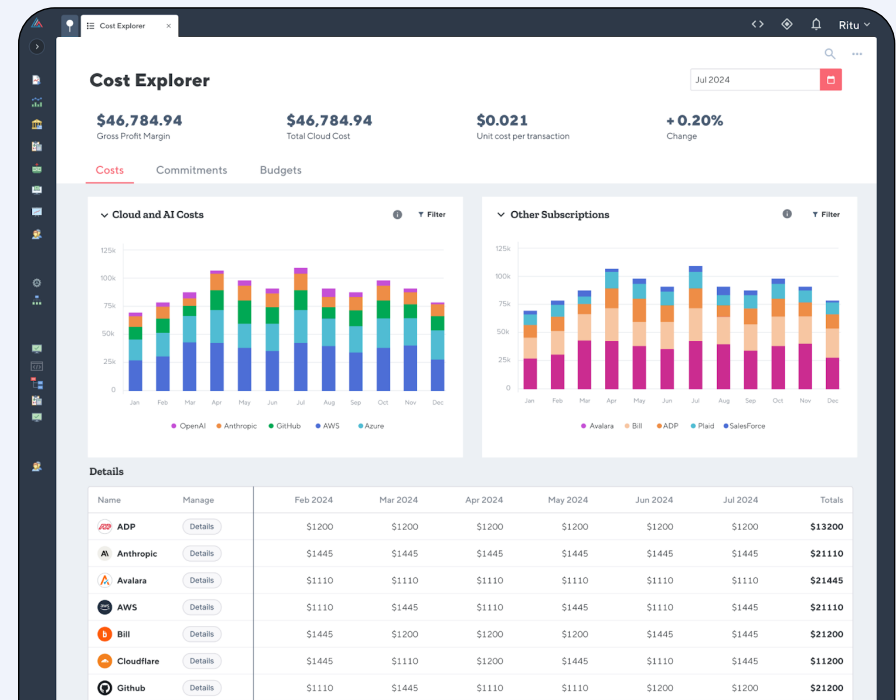 Cost Explorer ×
Ritu
Cost Explorer
Jul 2024
$46,784.94
Gross Profit Margin
$46,784.94
Total Cloud Cost
$0.021
Unit cost per transaction
+ 0.20%
Change
Costs Commitments Budgets
Cloud and AI Costs
Filter
125k
100k
75k
50k
25k
0
Jan Feb Mar Apr May Jun Jul Aug Sep Oct Nov Dec
OpenAI Anthropic GitHub AWS Azure
Other Subscriptions
Filter
125k
100k
75k
50k
25k
0
Jan Feb Mar Apr May Jun Jul Aug Sep Oct Nov Dec
Avalara Bill ADP Plaid SalesForce
Details
Name Manage Feb 2024 Mar 2024 Apr 2024 May 2024 Jun 2024 Jul 2024 Totals
ADP Details $1200 $1200 $1200 $1200 $1200 $1200 $13200
Anthropic Details $1445 $1445 $1445 $1445 $1445 $1445 $21110
Avalara Details $1110 $1110 $1110 $1110 $1110 $1110 $21445
AWS Details $1110 $1445 $1110 $1445 $1110 $1445 $21110
Bill Details $1445 $1200 $1200 $1200 $1445 $1445 $21200
Cloudflare Details $1445 $1110 $1200 $1445 $1110 $1445 $11200
Github Details $1110 $1445 $1110 $1110 $1200 $1200 $21200